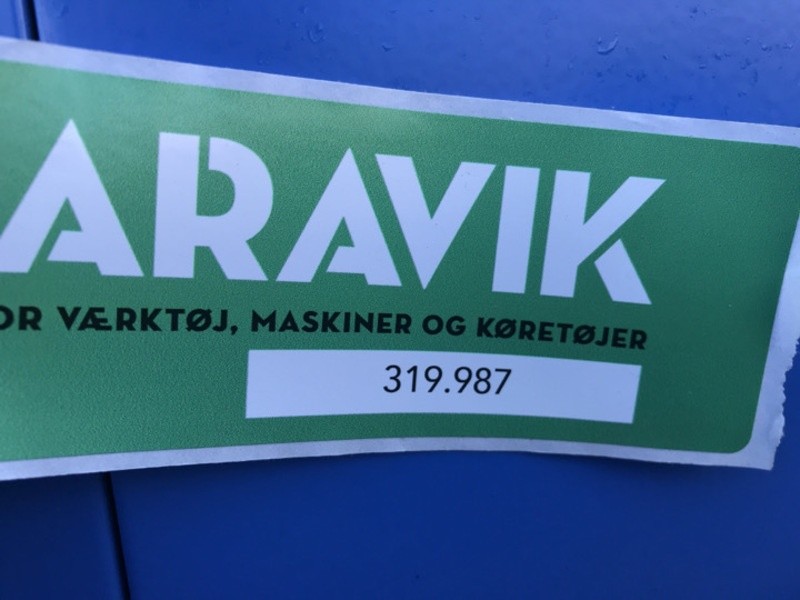 ARAVIK
OR VÆRKTØJ, MASKINER OG KØRETØJER
319.987